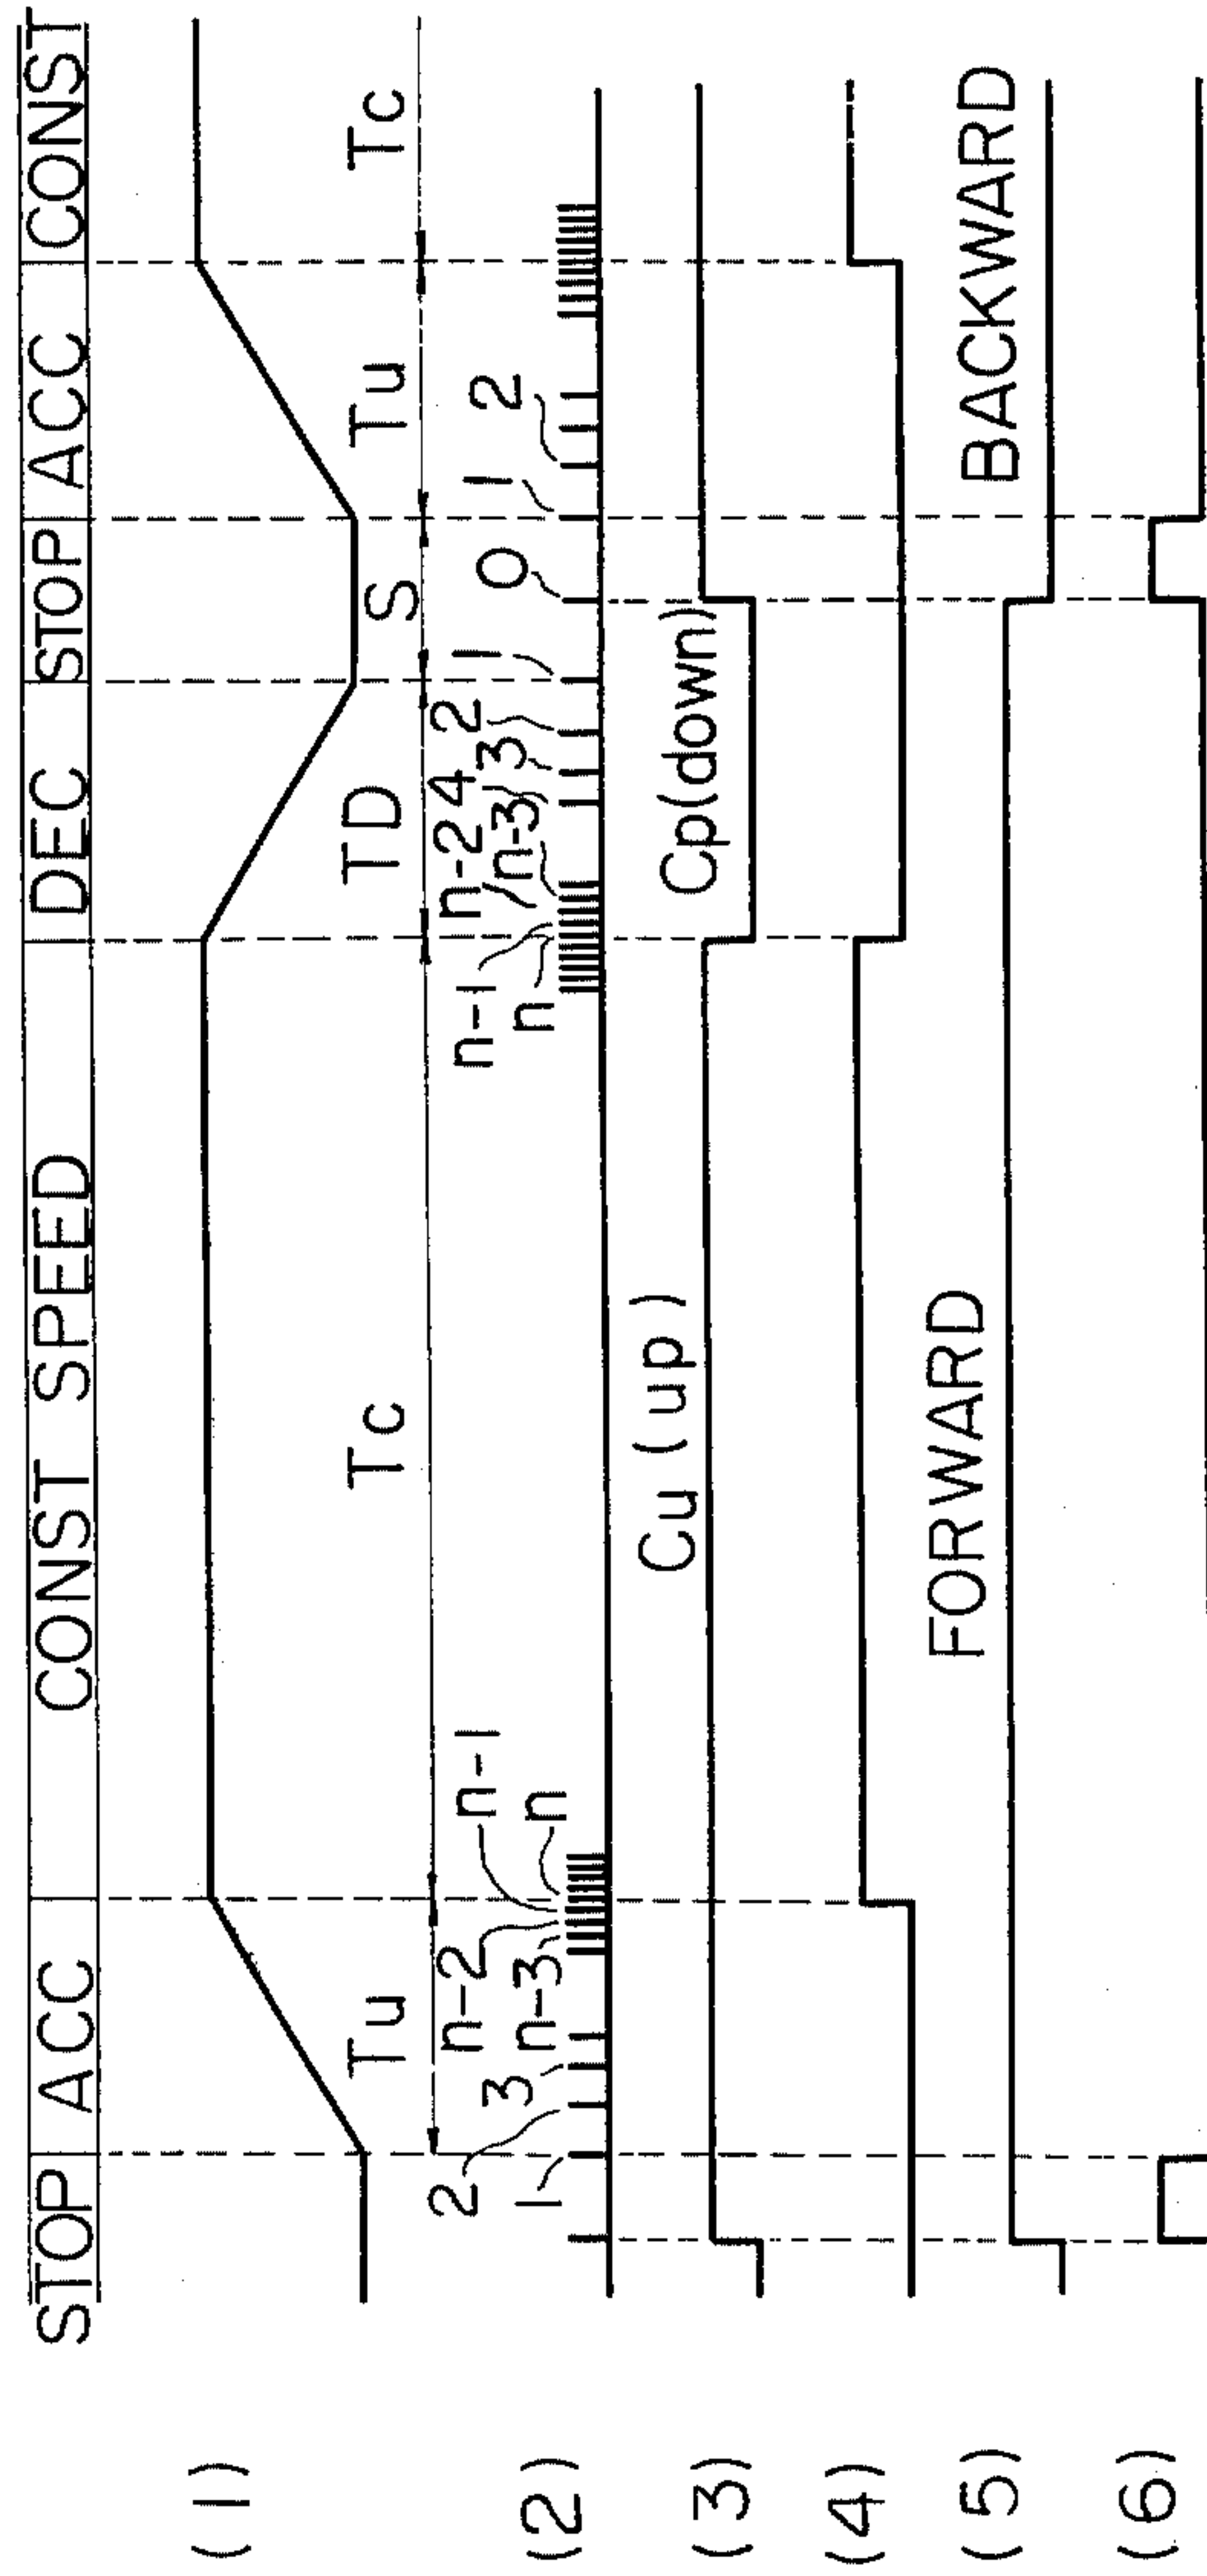 STOP ACC CONST SPEED DEC STOP ACC CONST
(1)
Tu Tc TD S Tu Tc
(2)
2 1 3 n-2 n-3 n-1 n
n-1 n n-2 n-3 4 3 2 1 0 1 2
(3)
Cu (up) Cp(down)
(4)
(5)
FORWARD BACKWARD
(6)